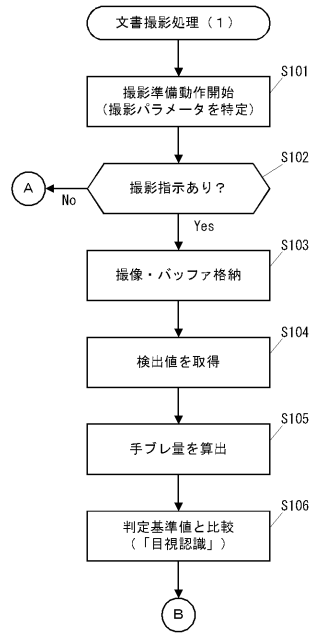 文書撮影処理（１）
S101
撮影準備動作開始
（撮影パラメータを特定）
S102
撮影指示あり？
A
No
Yes
S103
撮像・バッファ格納
S104
検出値を取得
S105
手ブレ量を算出
S106
判定基準値と比較
（「目視認識」）
B